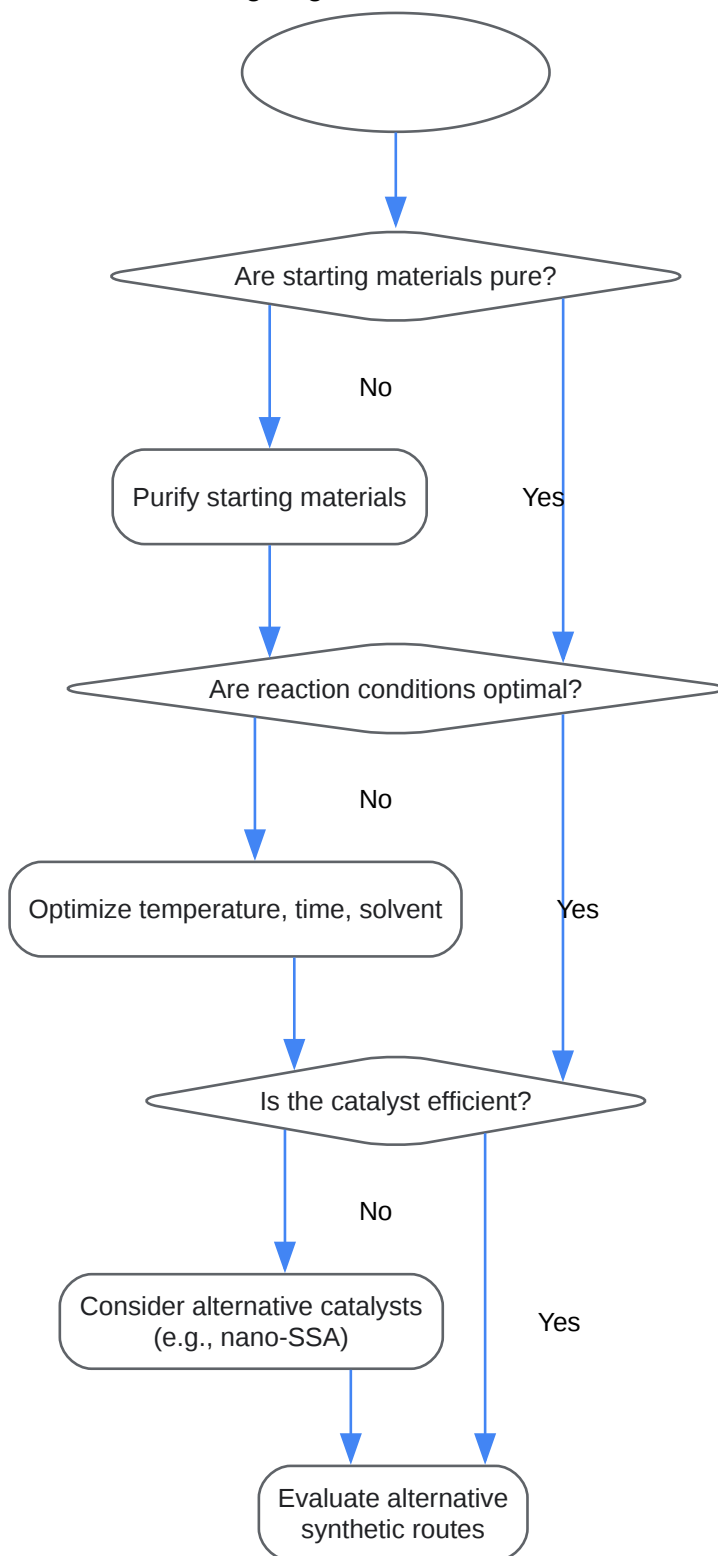 Are starting materials pure?
No
Purify starting materials
Yes
Are reaction conditions optimal?
No
Optimize temperature, time, solvent
Yes
Is the catalyst efficient?
No
Consider alternative catalysts
(e.g., nano-SSA)
Yes
Evaluate alternative
synthetic routes